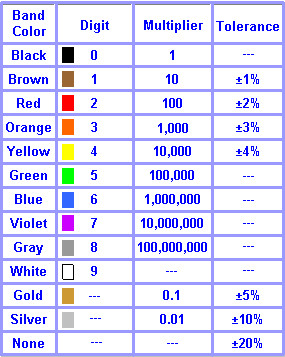 Band Color Digit Multiplier Tolerance
Black 0 1 ---
Brown 1 10 ±1%
Red 2 100 ±2%
Orange 3 1,000 ±3%
Yellow 4 10,000 ±4%
Green 5 100,000 ---
Blue 6 1,000,000 ---
Violet 7 10,000,000 ---
Gray 8 100,000,000 ---
White 9 --- ---
Gold --- 0.1 ±5%
Silver --- 0.01 ±10%
None --- --- ±20%